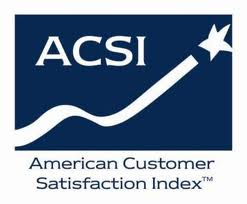 ACSI
American Customer
Satisfaction Index™